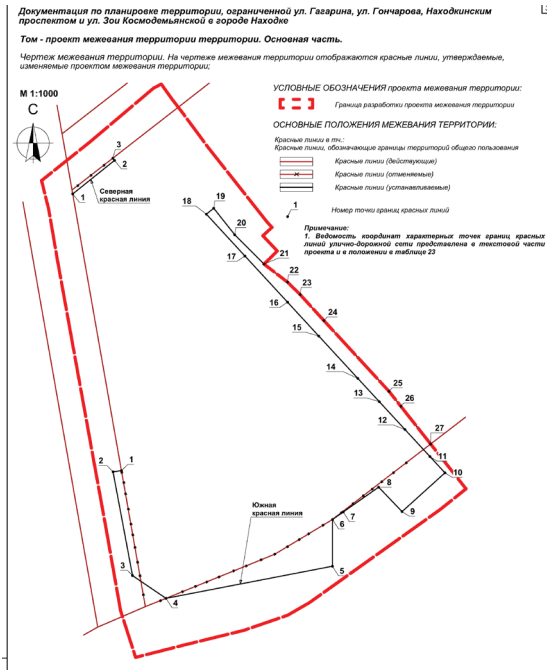 Документация по планировке территории, ограниченной ул. Гагарина, ул. Гончарова, Находкинским
проспектом и ул. Зои Космодемьянской в городе Находке
Том - проект межевания территории территории. Основная часть.
Чертеж межевания территории. На чертеже межевания территории отображаются красные линии, утверждаемые,
изменяемые проектом межевания территории;
М 1:1000
С
УСЛОВНЫЕ ОБОЗНАЧЕНИЯ проекта межевания территории:
Граница разработки проекта межевания территории
ОСНОВНЫЕ ПОЛОЖЕНИЯ МЕЖЕВАНИЯ ТЕРРИТОРИИ:
Красные линии в тч.:
Красные линии, обозначающие границы территорий общего пользования
Красные линии (действующие)
Красные линии (отменяемые)
Красные линии (устанавливаемые)
1
Номер точки границ красных линий
Примечание:
1. Ведомость координат характерных точек границ красных
линий улично-дорожной сети представлена в текстовой части
проекта и в положении в таблице 23
3
2
1
Северная
красная линия
19
18
20
17
21
22
23
16
24
15
14
25
13
26
12
27
11
10
2
1
8
9
7
6
Южная
красная линия
3
5
4